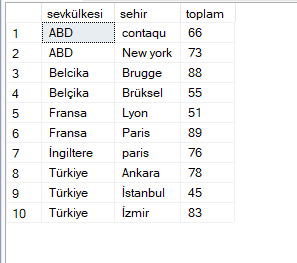 sevkülkesi sehir toplam
1 ABD contaqu 66
2 ABD New york 73
3 Belcika Brugge 88
4 Belçika Brüksel 55
5 Fransa Lyon 51
6 Fransa Paris 89
7 İngiltere paris 76
8 Türkiye Ankara 78
9 Türkiye İstanbul 45
10 Türkiye İzmir 83